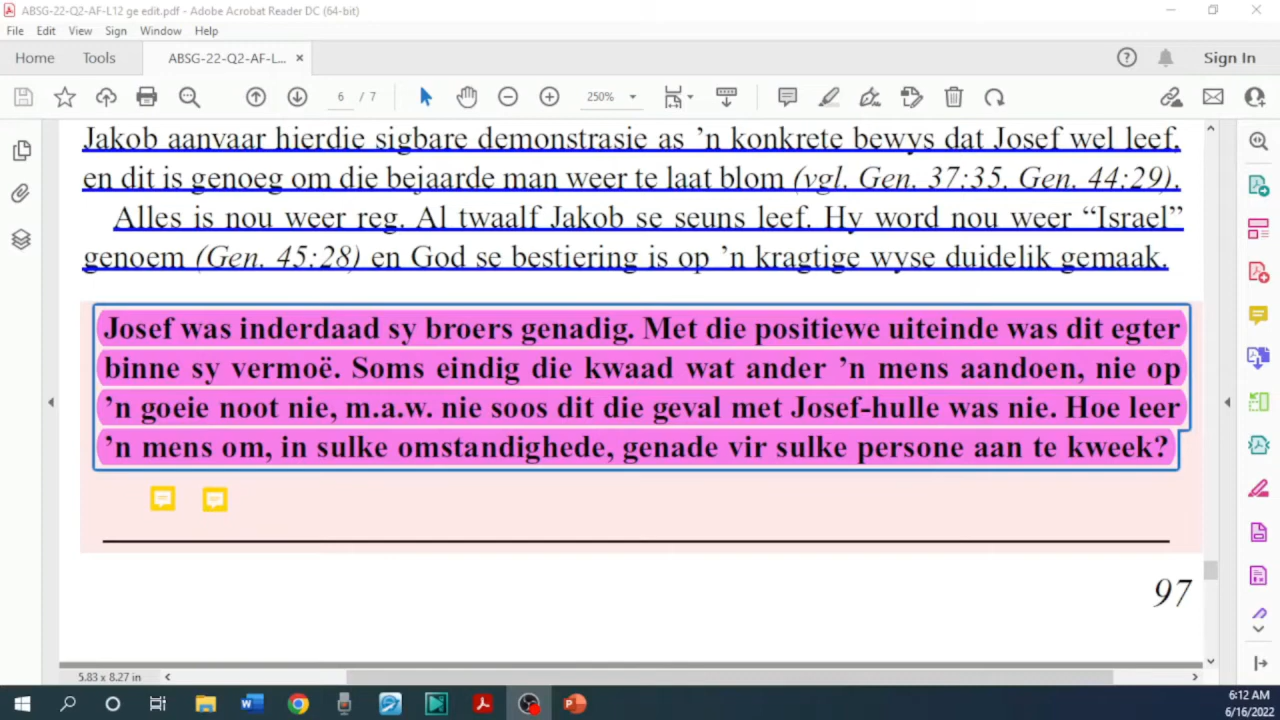 ABSG-22-Q2-AF-L12 ge edit.pdf - Adobe Acrobat Reader DC (64-bit)
File Edit View Sign Window Help
Home Tools ABSG-22-Q2-AF-L... × Sign In
6 / 7 250%
Jakob aanvaar hierdie sigbare demonstrasie as ’n konkrete bewys dat Josef wel leef,
en dit is genoeg om die bejaarde man weer te laat blom (vgl. Gen. 37:35, Gen. 44:29).
Alles is nou weer reg. Al twaalf Jakob se seuns leef. Hy word nou weer “Israel”
genoem (Gen. 45:28) en God se bestiering is op ’n kragtige wyse duidelik gemaak.
Josef was inderdaad sy broers genadig. Met die positiewe uiteinde was dit egter
binne sy vermoë. Soms eindig die kwaad wat ander ’n mens aandoen, nie op
’n goeie noot nie, m.a.w. nie soos dit die geval met Josef-hulle was nie. Hoe leer
’n mens om, in sulke omstandighede, genade vir sulke persone aan te kweek?
97
5.83 x 8.27 in
6:12 AM
6/16/2022